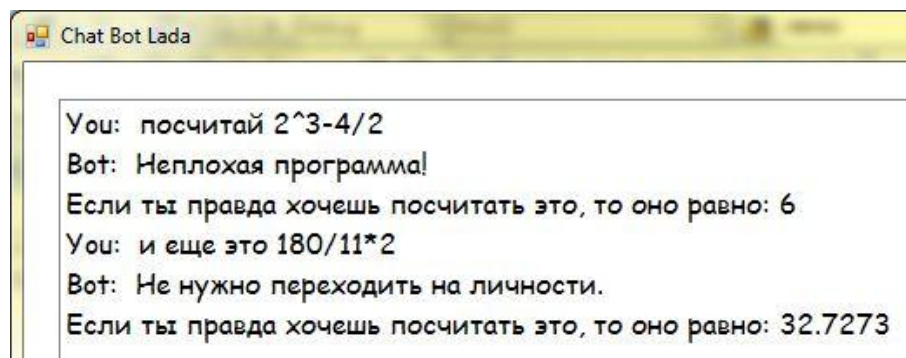 Chat Bot Lada
You: посчитай 2^3-4/2
Bot: Неплохая программа!
Если ты правда хочешь посчитать это, то оно равно: 6
You: и еще это 180/11*2
Bot: Не нужно переходить на личности.
Если ты правда хочешь посчитать это, то оно равно: 32.7273